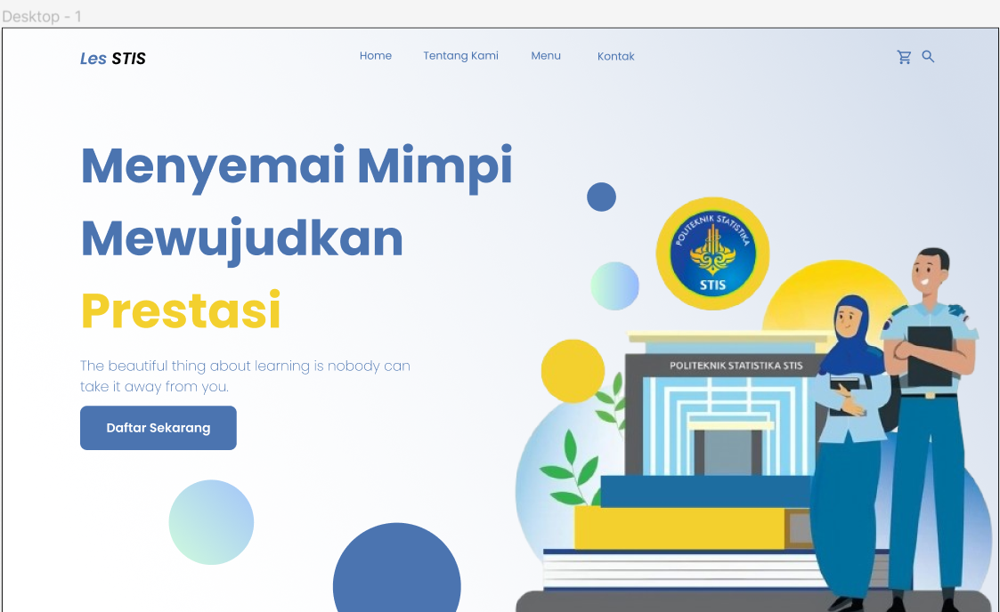 Desktop - 1
Les STIS
Home
Tentang Kami
Menu
Kontak
Menyemai Mimpi
Mewujudkan
Prestasi
The beautiful thing about learning is nobody can
take it away from you.
Daftar Sekarang
POLITEKNIK STATISTIKA
STIS
POLITEKNIK STATISTIKA STIS